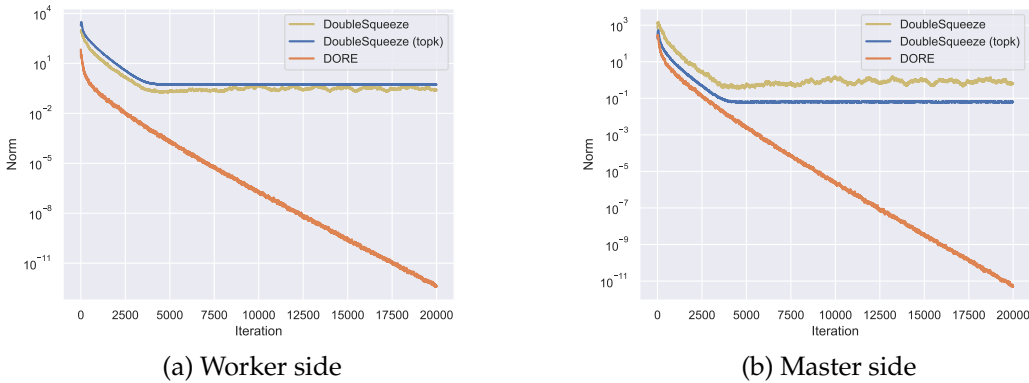 10^4
10^1
10^-2
10^-5
10^-8
10^-11
Norm
0 2500 5000 7500 10000 12500 15000 17500 20000
Iteration
DoubleSqueeze
DoubleSqueeze (topk)
DORE
(a) Worker side
10^3
10^1
10^-1
10^-3
10^-5
10^-7
10^-9
10^-11
Norm
0 2500 5000 7500 10000 12500 15000 17500 20000
Iteration
DoubleSqueeze
DoubleSqueeze (topk)
DORE
(b) Master side